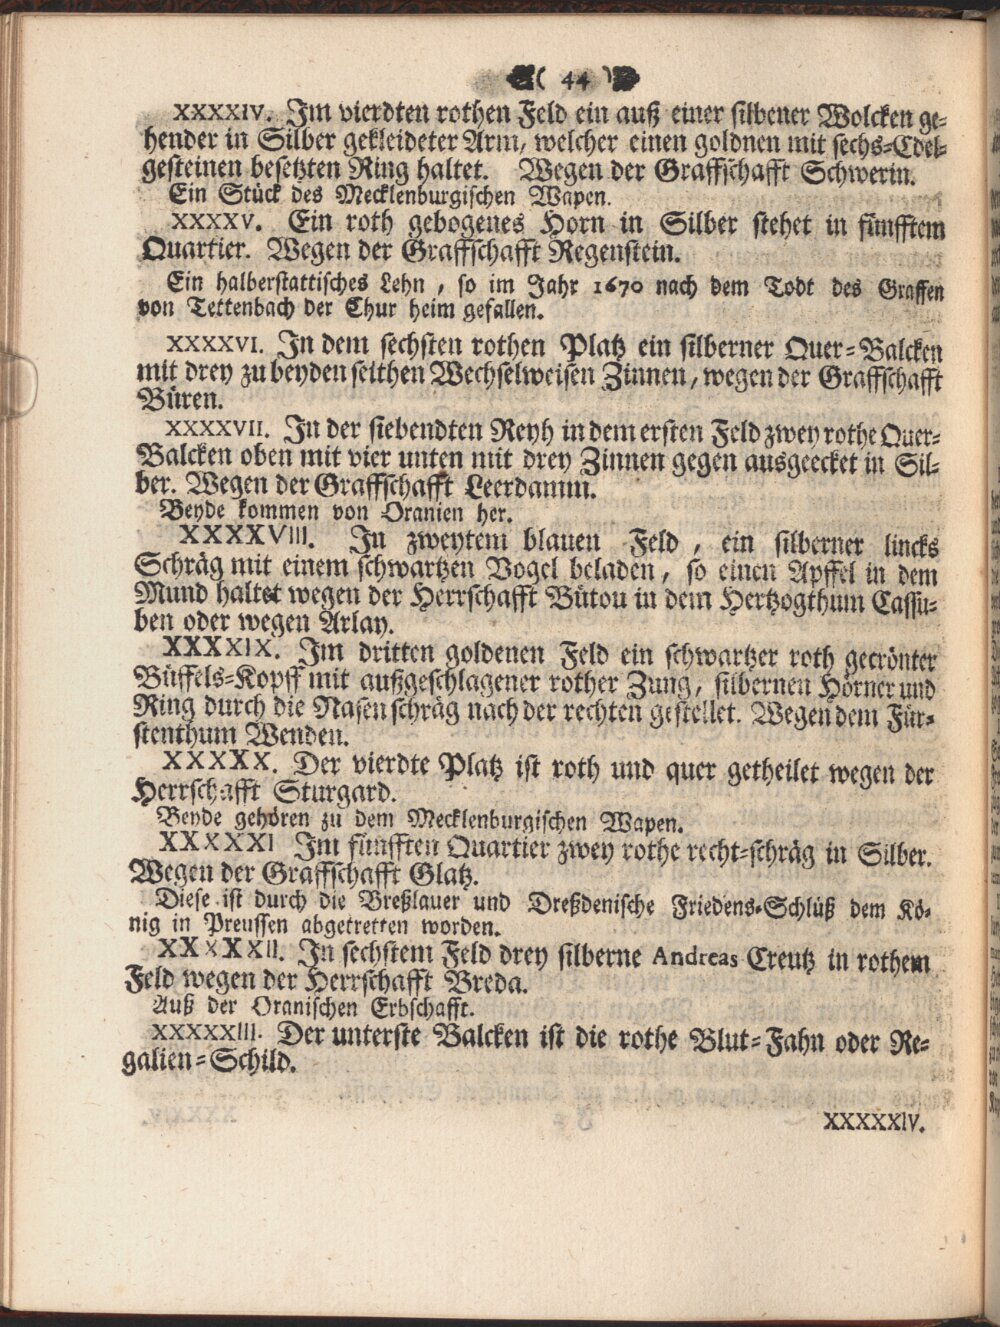 ( 44 )
XXXXIV. Im vierdten rothen Feld ein auß einer silbener Wolcken ge-
hender in Silber gekleideter Arm, welcher einen goldnen mit sechs-Edel-
gesteinen besetzten Ring haltet. Wegen der Graffschafft Schwerin.
Ein Stück des Mecklenburgischen Wapen.
XXXXV. Ein roth gebogenes Horn in Silber stehet in fünfftem
Quartier. Wegen der Graffschafft Regenstein.
Ein halberstattisches Lehn, so im Jahr 1670 nach dem Todt des Graffen
von Tettenbach der Chur heim gefallen.
XXXXVI. In dem sechsten rothen Platz ein silberner Quer-Balcken
mit drey zu beyden seithen Wechselweisen Zinnen, wegen der Graffschafft
Büren.
XXXXVII. In der siebendten Reyh in dem ersten Feld zwey rothe Quer-
Balcken oben mit vier unten mit drey Zinnen gegen ausgeecket in Sil-
ber. Wegen der Graffschafft Leerdamm.
Beyde kommen von Oranien her.
XXXXVIII. In zweytem blauen Feld, ein silberner lincks
Schräg mit einem schwartzen Vogel beladen, so einen Apffel in dem
Mund haltet wegen der Herrschafft Bütou in dem Hertzogthum Cassu-
ben oder wegen Arlay.
XXXXIX. Im dritten goldenen Feld ein schwartzer roth gecrönter
Büffels-Kopff mit außgeschlagener rother Zung, silbernen Hörner und
Ring durch die Nasen schräg nach der rechten gestellet. Wegen dem Für-
stenthum Wenden.
XXXXX. Der vierdte Platz ist roth und quer getheilet wegen der
Herrschafft Sturgard.
Beyde gehören zu dem Mecklenburgischen Wapen.
XXXXXI Im fünfften Quartier zwey rothe recht-schräg in Silber.
Wegen der Graffschafft Glatz.
Diese ist durch die Breßlauer und Dreßdenische Friedens-Schlüß dem Kö-
nig in Preussen abgetretten worden.
XXXXXII. In sechstem Feld drey silberne Andreas Creutz in rothem
Feld wegen der Herrschafft Breda.
Auß der Oranischen Erbschafft.
XXXXXIII. Der unterste Balcken ist die rothe Blut-Fahn oder Re-
galien-Schild.
XXXXXIV.